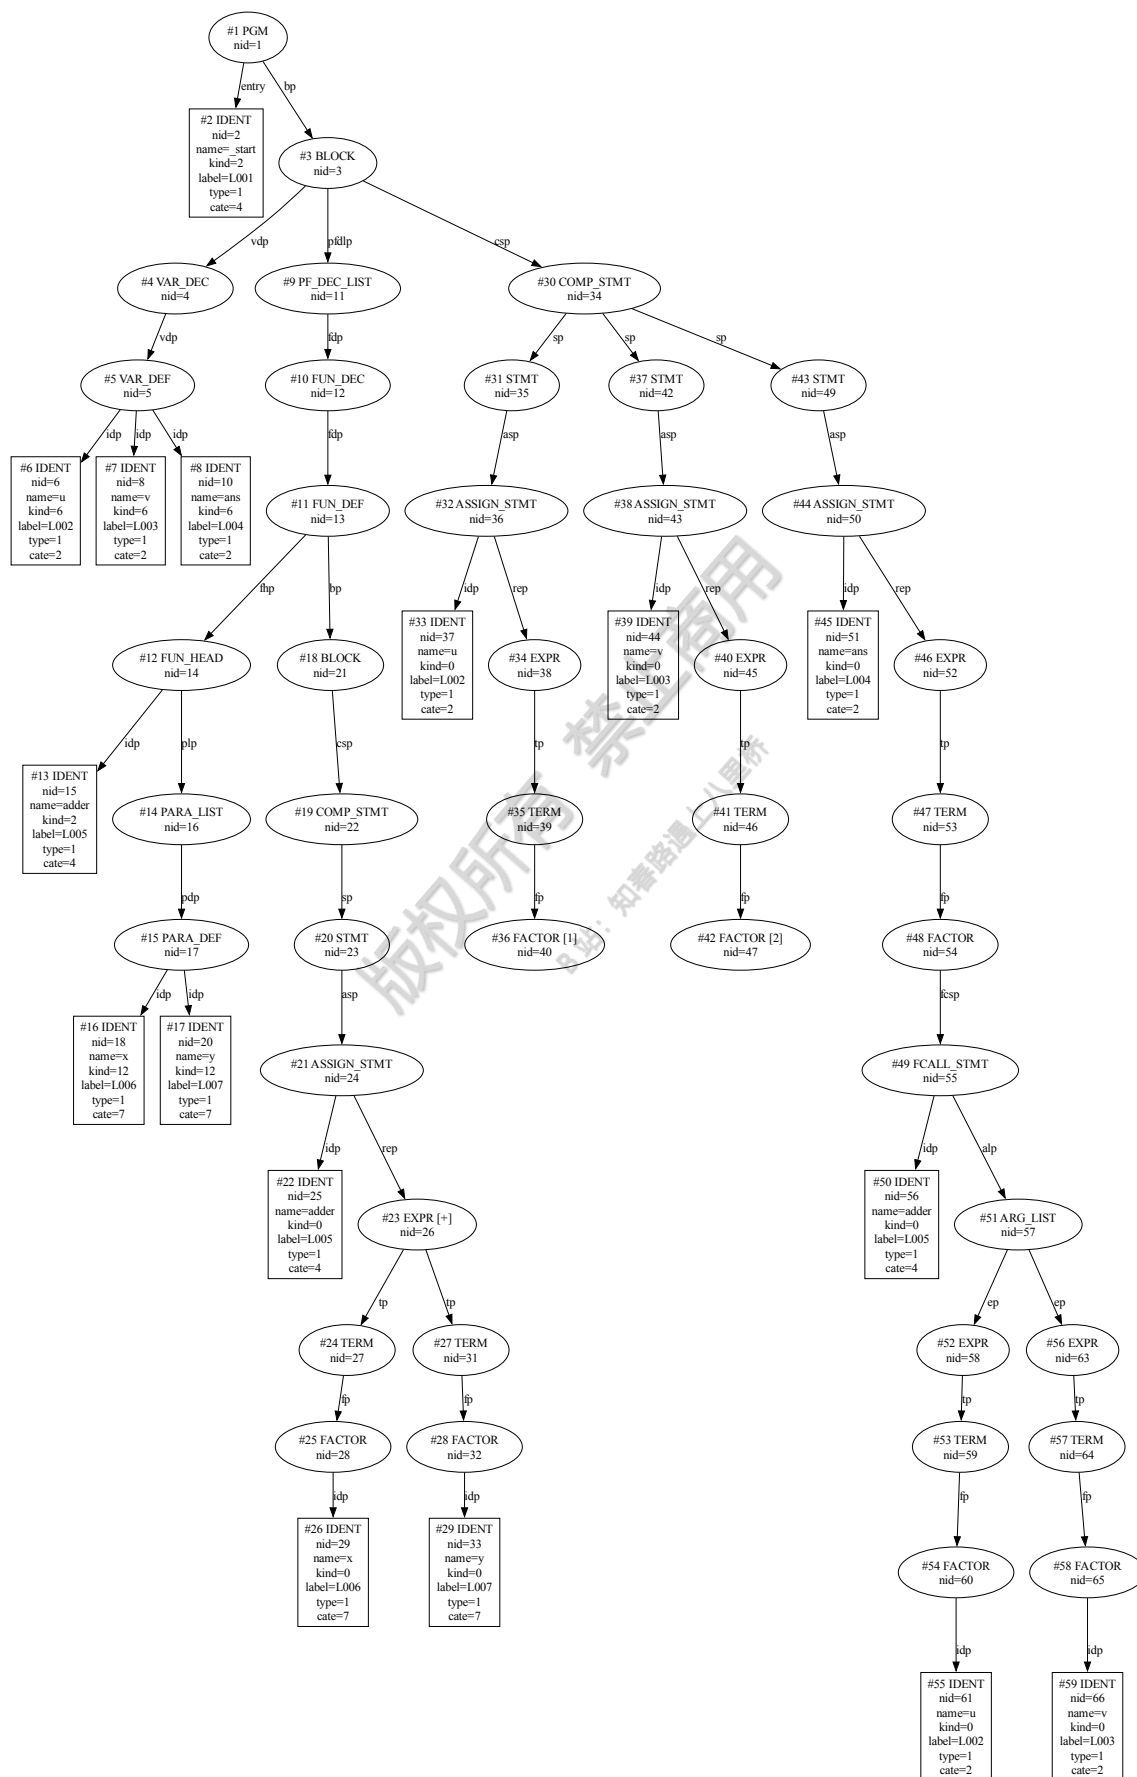 #1 PGM
nid=1
entry
bp
#2 IDENT
nid=2
name=_start
kind=2
label=L001
type=1
cate=4
#3 BLOCK
nid=3
vdp
pfdlp
csp
#4 VAR_DEC
nid=4
#9 PF_DEC_LIST
nid=11
#30 COMP_STMT
nid=34
vdp
fdp
sp
sp
sp
#5 VAR_DEF
nid=5
#10 FUN_DEC
nid=12
#31 STMT
nid=35
#37 STMT
nid=42
#43 STMT
nid=49
idp
idp
idp
fdp
asp
asp
asp
#6 IDENT
nid=6
name=u
kind=6
label=L002
type=1
cate=2
#7 IDENT
nid=8
name=v
kind=6
label=L003
type=1
cate=2
#8 IDENT
nid=10
name=ans
kind=6
label=L004
type=1
cate=2
#11 FUN_DEF
nid=13
#32 ASSIGN_STMT
nid=36
#38 ASSIGN_STMT
nid=43
#44 ASSIGN_STMT
nid=50
fhp
bp
idp
rep
idp
rep
idp
rep
#12 FUN_HEAD
nid=14
#18 BLOCK
nid=21
#33 IDENT
nid=37
name=u
kind=0
label=L002
type=1
cate=2
#34 EXPR
nid=38
#39 IDENT
nid=44
name=v
kind=0
label=L003
type=1
cate=2
#40 EXPR
nid=45
#45 IDENT
nid=51
name=ans
kind=0
label=L004
type=1
cate=2
#46 EXPR
nid=52
idp
plp
csp
tp
tp
tp
#13 IDENT
nid=15
name=adder
kind=2
label=L005
type=1
cate=4
#14 PARA_LIST
nid=16
#19 COMP_STMT
nid=22
#35 TERM
nid=39
#41 TERM
nid=46
#47 TERM
nid=53
pdp
sp
fp
fp
fp
#15 PARA_DEF
nid=17
#20 STMT
nid=23
#36 FACTOR [1]
nid=40
#42 FACTOR [2]
nid=47
#48 FACTOR
nid=54
idp
idp
asp
fcsp
#16 IDENT
nid=18
name=x
kind=12
label=L006
type=1
cate=7
#17 IDENT
nid=20
name=y
kind=12
label=L007
type=1
cate=7
#21 ASSIGN_STMT
nid=24
#49 FCALL_STMT
nid=55
idp
rep
idp
alp
#22 IDENT
nid=25
name=adder
kind=0
label=L005
type=1
cate=4
#23 EXPR [+]
nid=26
#50 IDENT
nid=56
name=adder
kind=0
label=L005
type=1
cate=4
#51 ARG_LIST
nid=57
tp
tp
ep
ep
#24 TERM
nid=27
#27 TERM
nid=31
#52 EXPR
nid=58
#56 EXPR
nid=63
fp
fp
tp
tp
#25 FACTOR
nid=28
#28 FACTOR
nid=32
#53 TERM
nid=59
#57 TERM
nid=64
idp
idp
fp
fp
#26 IDENT
nid=29
name=x
kind=0
label=L006
type=1
cate=7
#29 IDENT
nid=33
name=y
kind=0
label=L007
type=1
cate=7
#54 FACTOR
nid=60
#58 FACTOR
nid=65
idp
idp
#55 IDENT
nid=61
name=u
kind=0
label=L002
type=1
cate=2
#59 IDENT
nid=66
name=v
kind=0
label=L003
type=1
cate=2
版权所有 禁止商用
B站：知春路遇上八里桥